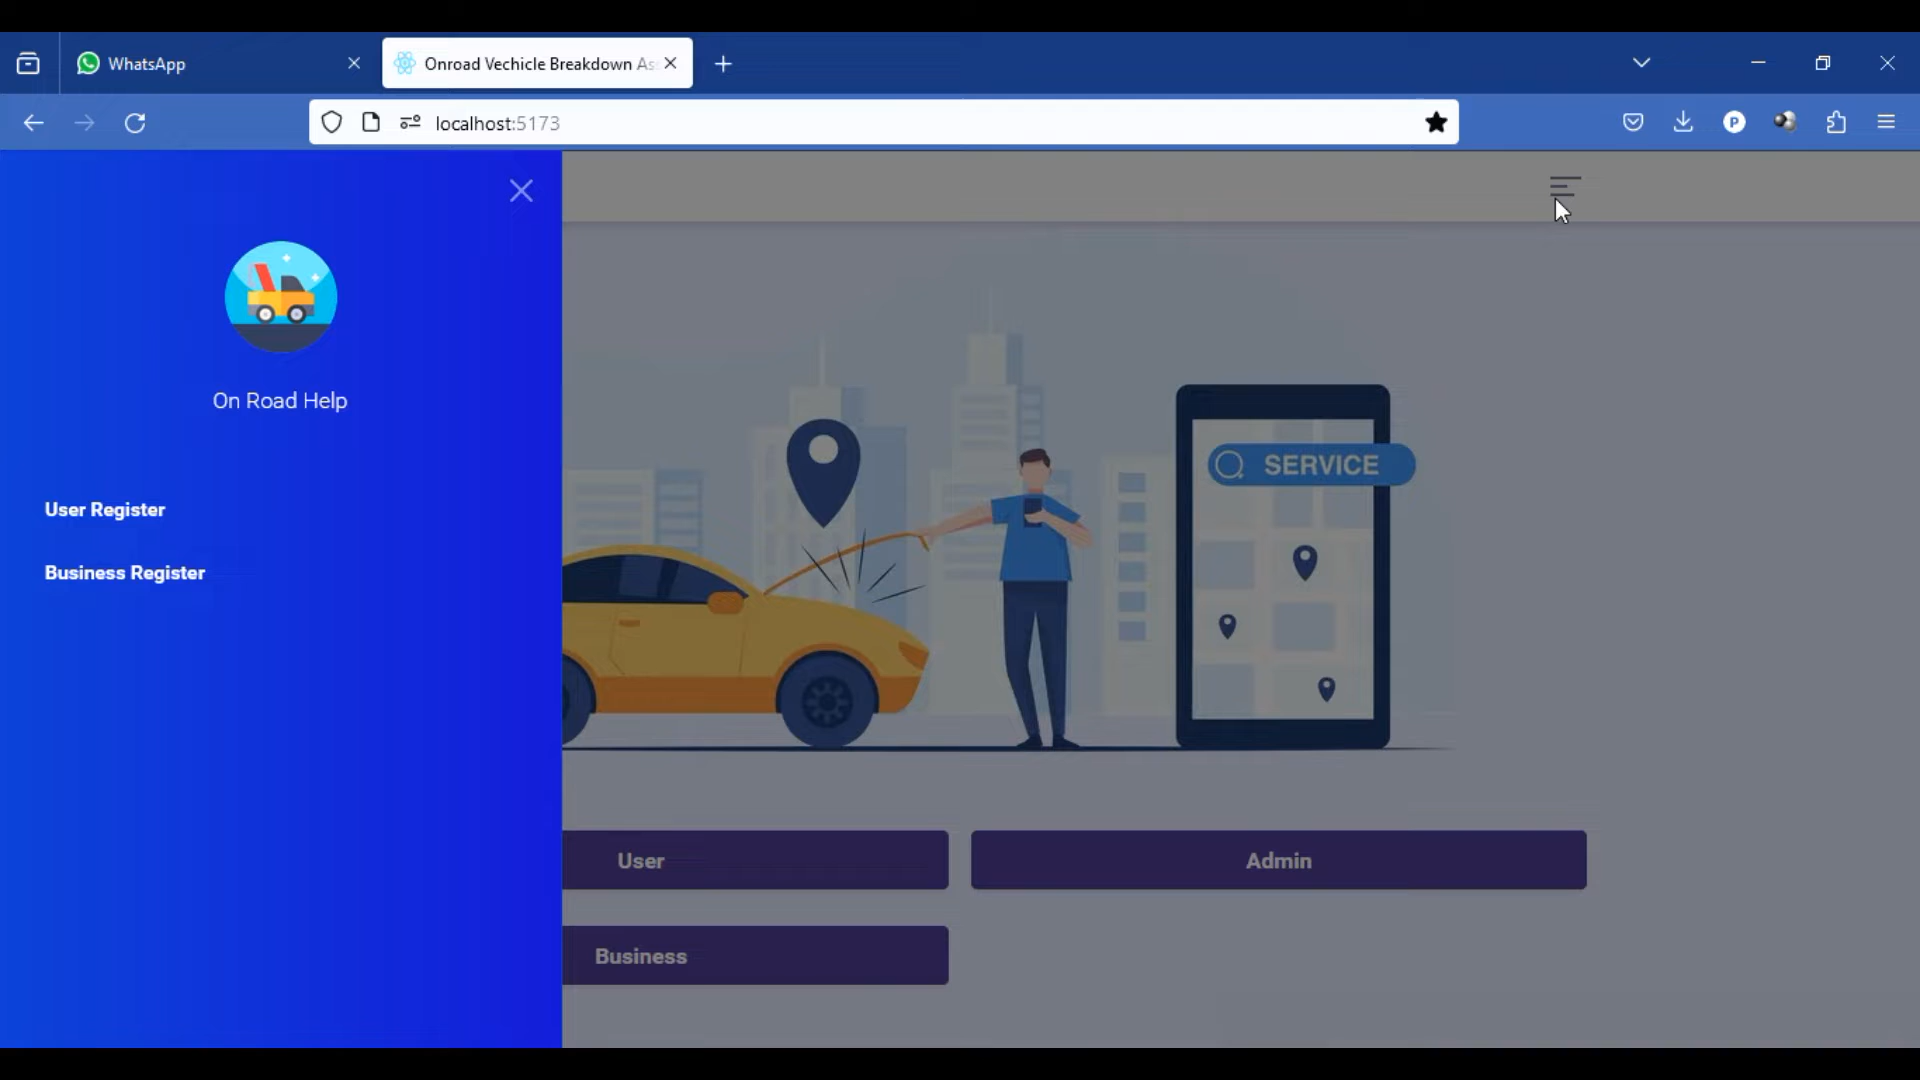 WhatsApp
Onroad Vechicle Breakdown As
localhost:5173
P
On Road Help
User Register
Business Register
SERVICE
User
Admin
Business